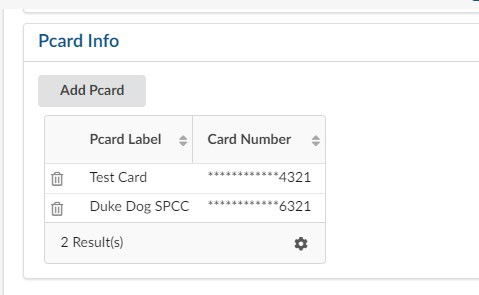 Pcard Info
Add Pcard
Pcard Label Card Number
Test Card ************4321
Duke Dog SPCC ************6321
2 Result(s)